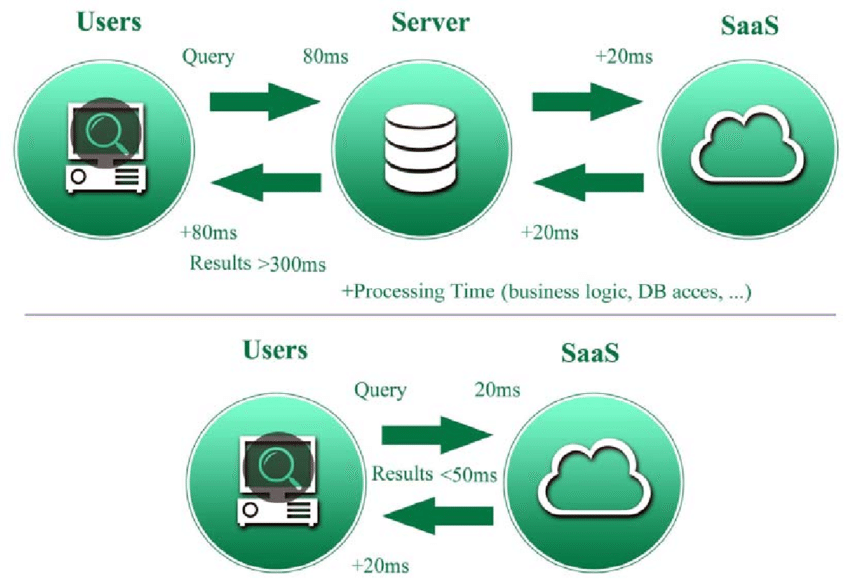 Users
Server
SaaS
Query
80ms
+20ms
+80ms
+20ms
Results >300ms
+Processing Time (business logic, DB acces, ...)
Users
SaaS
Query
20ms
Results <50ms
+20ms